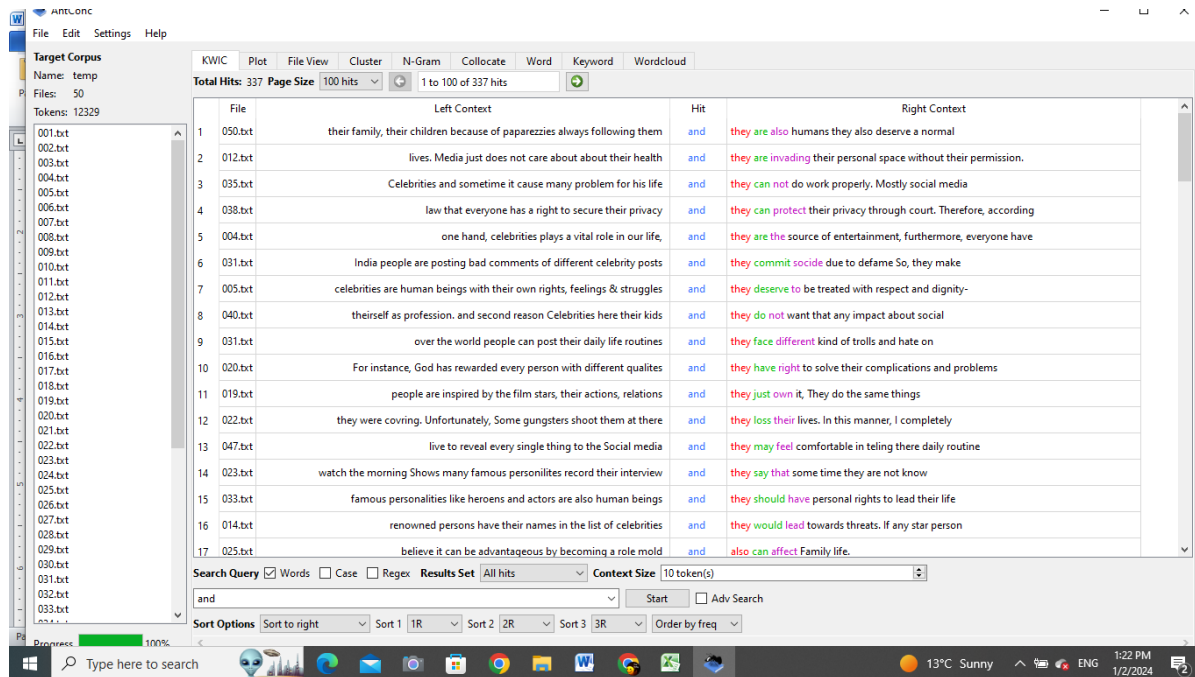 AntConc
File Edit Settings Help
Target Corpus
Name: temp
Files: 50
Tokens: 12329
001.txt
002.txt
003.txt
004.txt
005.txt
006.txt
007.txt
008.txt
009.txt
010.txt
011.txt
012.txt
013.txt
014.txt
015.txt
016.txt
017.txt
018.txt
019.txt
020.txt
021.txt
022.txt
023.txt
024.txt
025.txt
026.txt
027.txt
028.txt
029.txt
030.txt
031.txt
032.txt
033.txt
Progress 100%
KWIC Plot File View Cluster N-Gram Collocate Word Keyword Wordcloud
Total Hits: 337 Page Size 100 hits 1 to 100 of 337 hits
File Left Context Hit Right Context
1 050.txt their family, their children because of paparezzies always following them and they are also humans they also deserve a normal
2 012.txt lives. Media just does not care about about their health and they are invading their personal space without their permission.
3 035.txt Celebrities and sometime it cause many problem for his life and they can not do work properly. Mostly social media
4 038.txt law that everyone has a right to secure their privacy and they can protect their privacy through court. Therefore, according
5 004.txt one hand, celebrities plays a vital role in our life, and they are the source of entertainment, furthermore, everyone have
6 031.txt India people are posting bad comments of different celebrity posts and they commit socide due to defame So, they make
7 005.txt celebrities are human beings with their own rights, feelings & struggles and they deserve to be treated with respect and dignity-
8 040.txt theirself as profession. and second reason Celebrities here their kids and they do not want that any impact about social
9 031.txt over the world people can post their daily life routines and they face different kind of trolls and hate on
10 020.txt For instance, God has rewarded every person with different qualites and they have right to solve their complications and problems
11 019.txt people are inspired by the film stars, their actions, relations and they just own it, They do the same things
12 022.txt they were covring. Unfortunately, Some gungsters shoot them at there and they loss their lives. In this manner, I completely
13 047.txt live to reveal every single thing to the Social media and they may feel comfortable in teling there daily routine
14 023.txt watch the morning Shows many famous personilites record their interview and they say that some time they are not know
15 033.txt famous personalities like heroens and actors are also human beings and they should have personal rights to lead their life
16 014.txt renowned persons have their names in the list of celebrities and they would lead towards threats. If any star person
17 025.txt believe it can be advantageous by becoming a role mold and also can affect Family life.
Search Query Words Case Regex Results Set All hits Context Size 10 token(s)
and Start Adv Search
Sort Options Sort to right Sort 1 1R Sort 2 2R Sort 3 3R Order by freq
Type here to search
13°C Sunny ENG 1:22 PM
1/2/2024 2